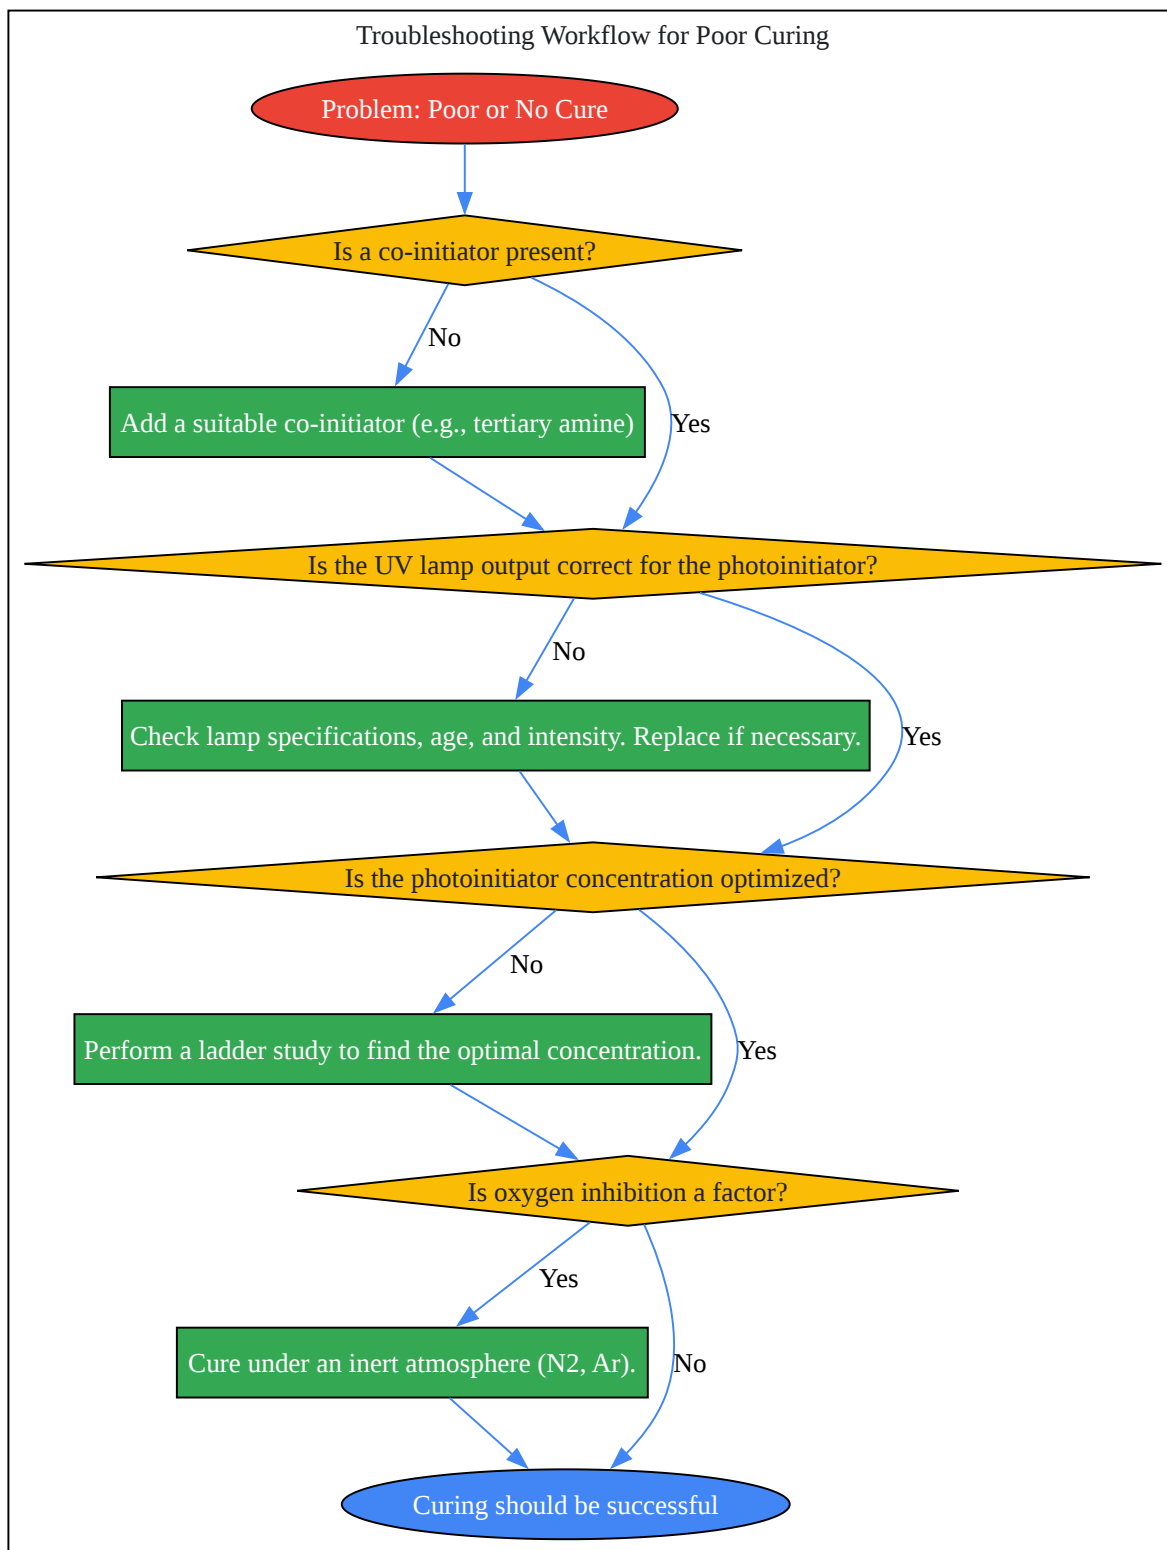 Troubleshooting Workflow for Poor Curing
Problem: Poor or No Cure
Is a co-initiator present?
No
Add a suitable co-initiator (e.g., tertiary amine)
Yes
Is the UV lamp output correct for the photoinitiator?
No
Check lamp specifications, age, and intensity. Replace if necessary.
Yes
Is the photoinitiator concentration optimized?
No
Perform a ladder study to find the optimal concentration.
Yes
Is oxygen inhibition a factor?
Yes
Cure under an inert atmosphere (N2, Ar).
No
Curing should be successful